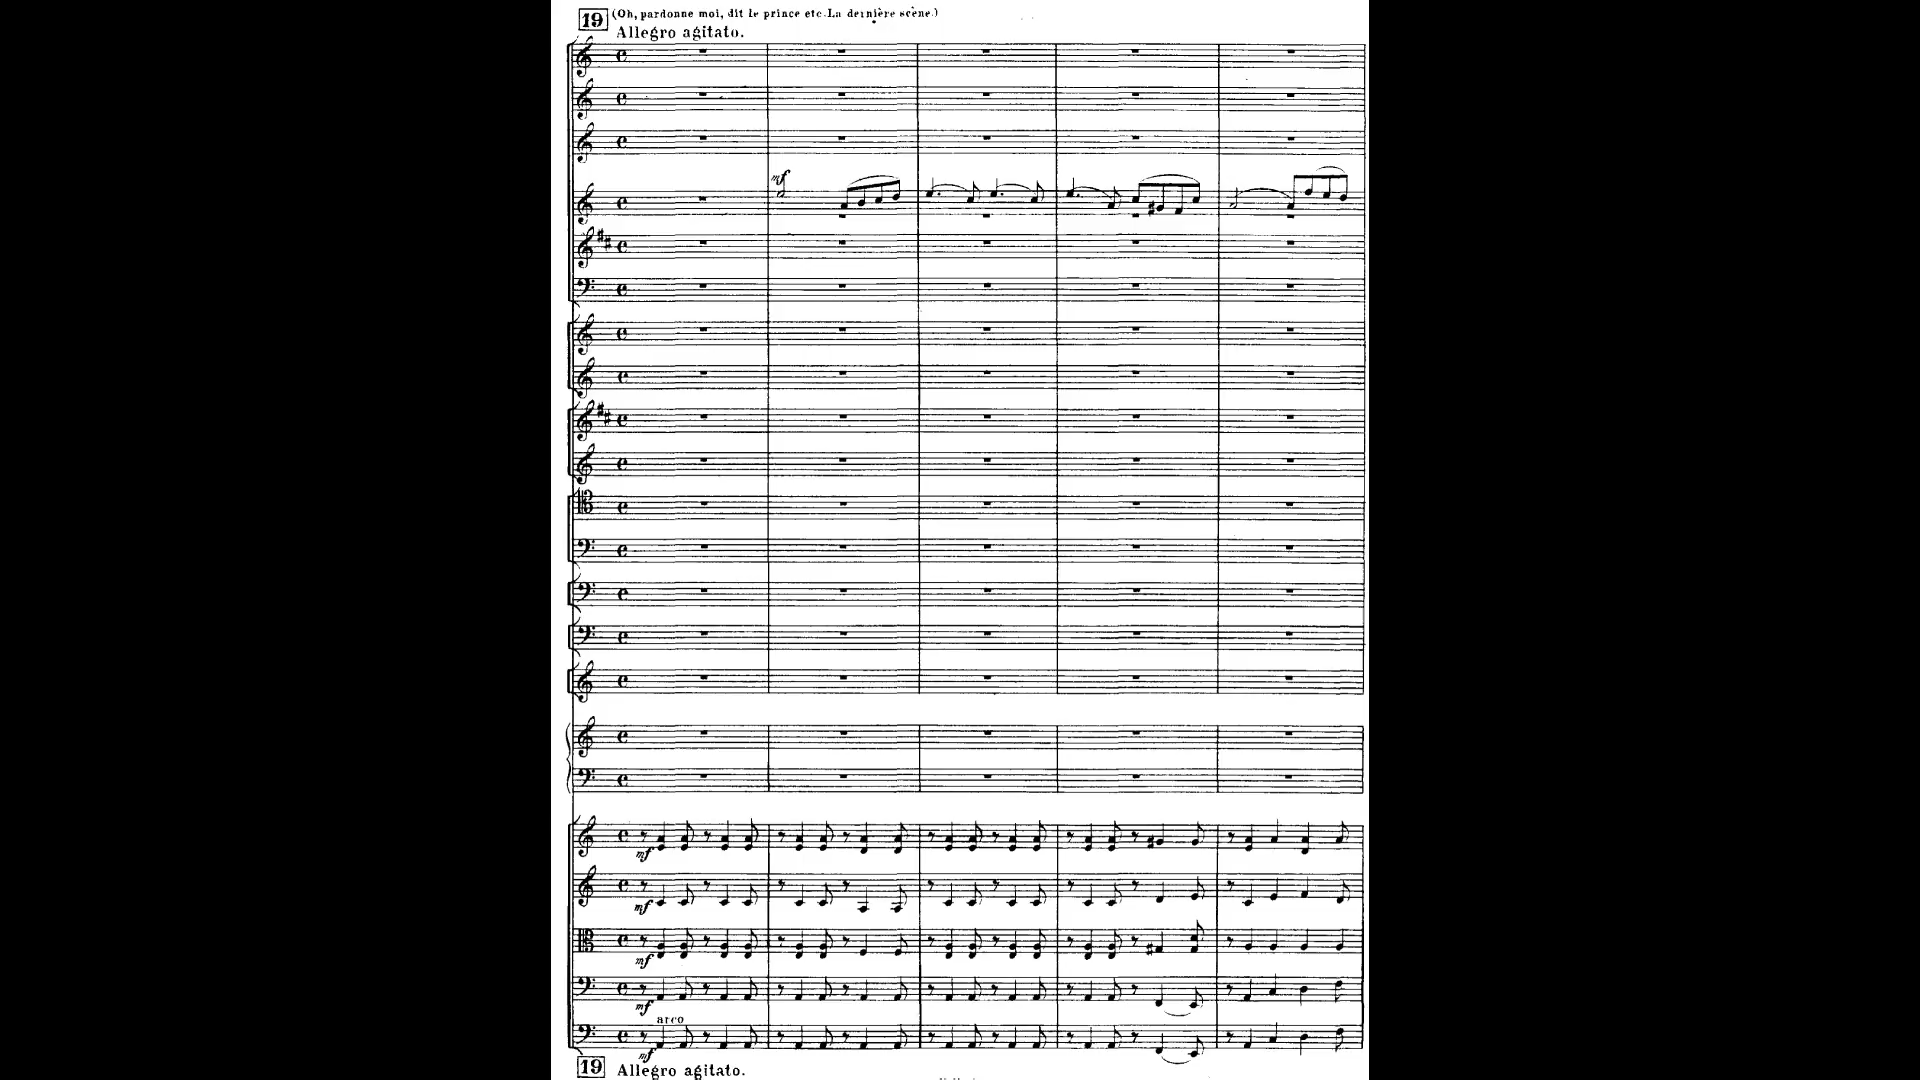 19 (Oh, pardonne moi, dit le prince etc. La dernière scène.)
Allegro agitato.
mf
mf
mf
mf
mf
arco
mf
19 Allegro agitato.